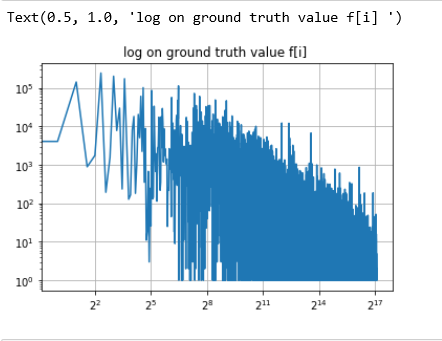 Text(0.5, 1.0, 'log on ground truth value f[i] ')
log on ground truth value f[i]
10⁵
10⁴
10³
10²
10¹
10⁰
2² 2⁵ 2⁸ 2¹¹ 2¹⁴ 2¹⁷